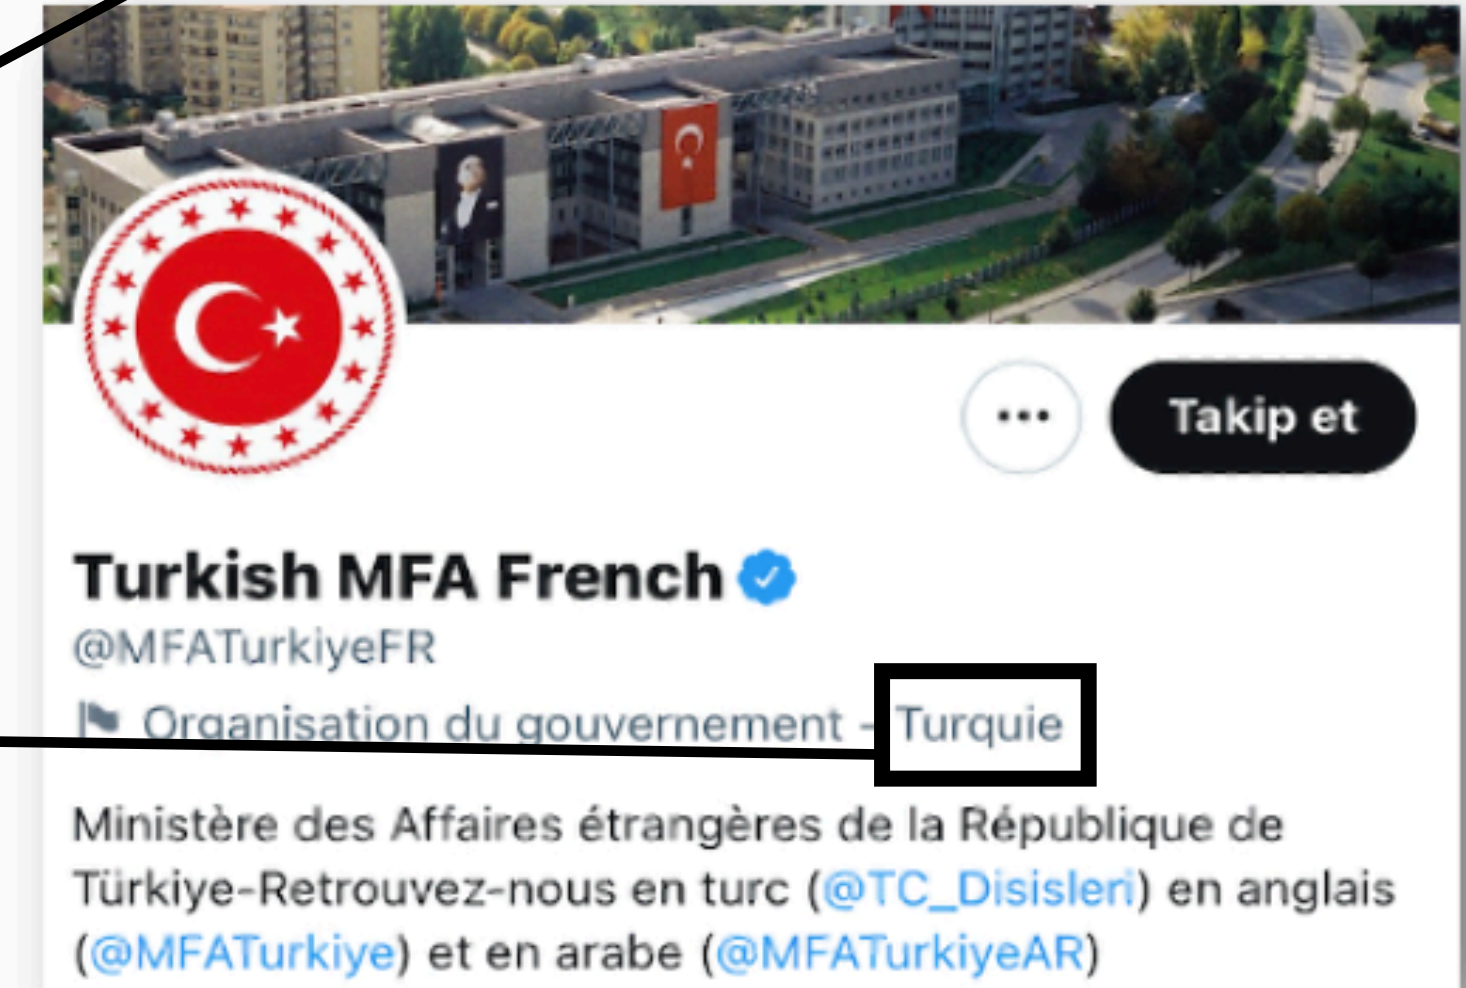 Takip et
Turkish MFA French
@MFATurkiyeFR
Organisation du gouvernement - Turquie
Ministère des Affaires étrangères de la République de
Türkiye-Retrouvez-nous en turc (@TC_Disisleri) en anglais
(@MFATurkiye) et en arabe (@MFATurkiyeAR)